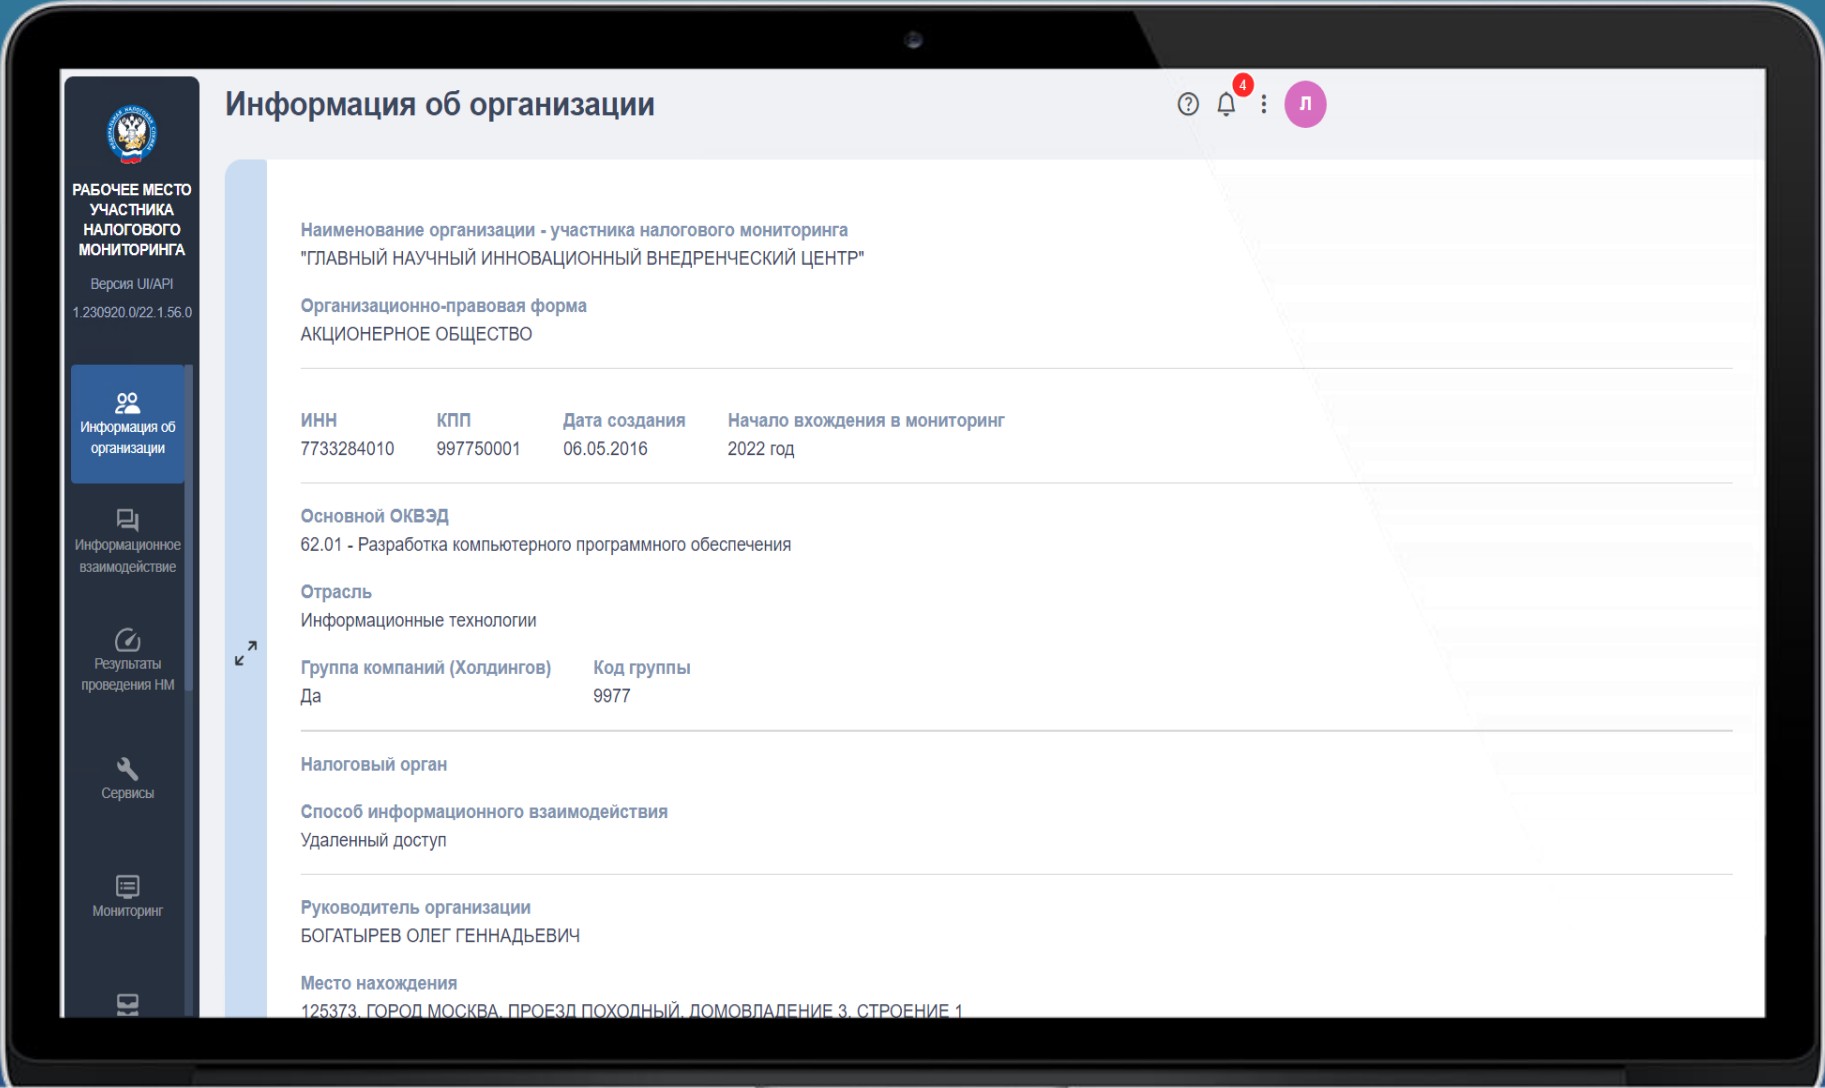 РАБОЧЕЕ МЕСТО
УЧАСТНИКА
НАЛОГОВОГО
МОНИТОРИНГА
Версия UI/API
1.230920.0/22.1.56.0
Информация об
организации
Информационное
взаимодействие
Результаты
проведения НМ
Сервисы
Мониторинг
Информация об организации
4
Л
Наименование организации - участника налогового мониторинга
"ГЛАВНЫЙ НАУЧНЫЙ ИННОВАЦИОННЫЙ ВНЕДРЕНЧЕСКИЙ ЦЕНТР"
Организационно-правовая форма
АКЦИОНЕРНОЕ ОБЩЕСТВО
ИНН КПП Дата создания Начало вхождения в мониторинг
7733284010 997750001 06.05.2016 2022 год
Основной ОКВЭД
62.01 - Разработка компьютерного программного обеспечения
Отрасль
Информационные технологии
Группа компаний (Холдингов) Код группы
Да 9977
Налоговый орган
Способ информационного взаимодействия
Удаленный доступ
Руководитель организации
БОГАТЫРЕВ ОЛЕГ ГЕННАДЬЕВИЧ
Место нахождения
125373, ГОРОД МОСКВА, ПРОЕЗД ПОХОДНЫЙ, ДОМОВЛАДЕНИЕ 3, СТРОЕНИЕ 1